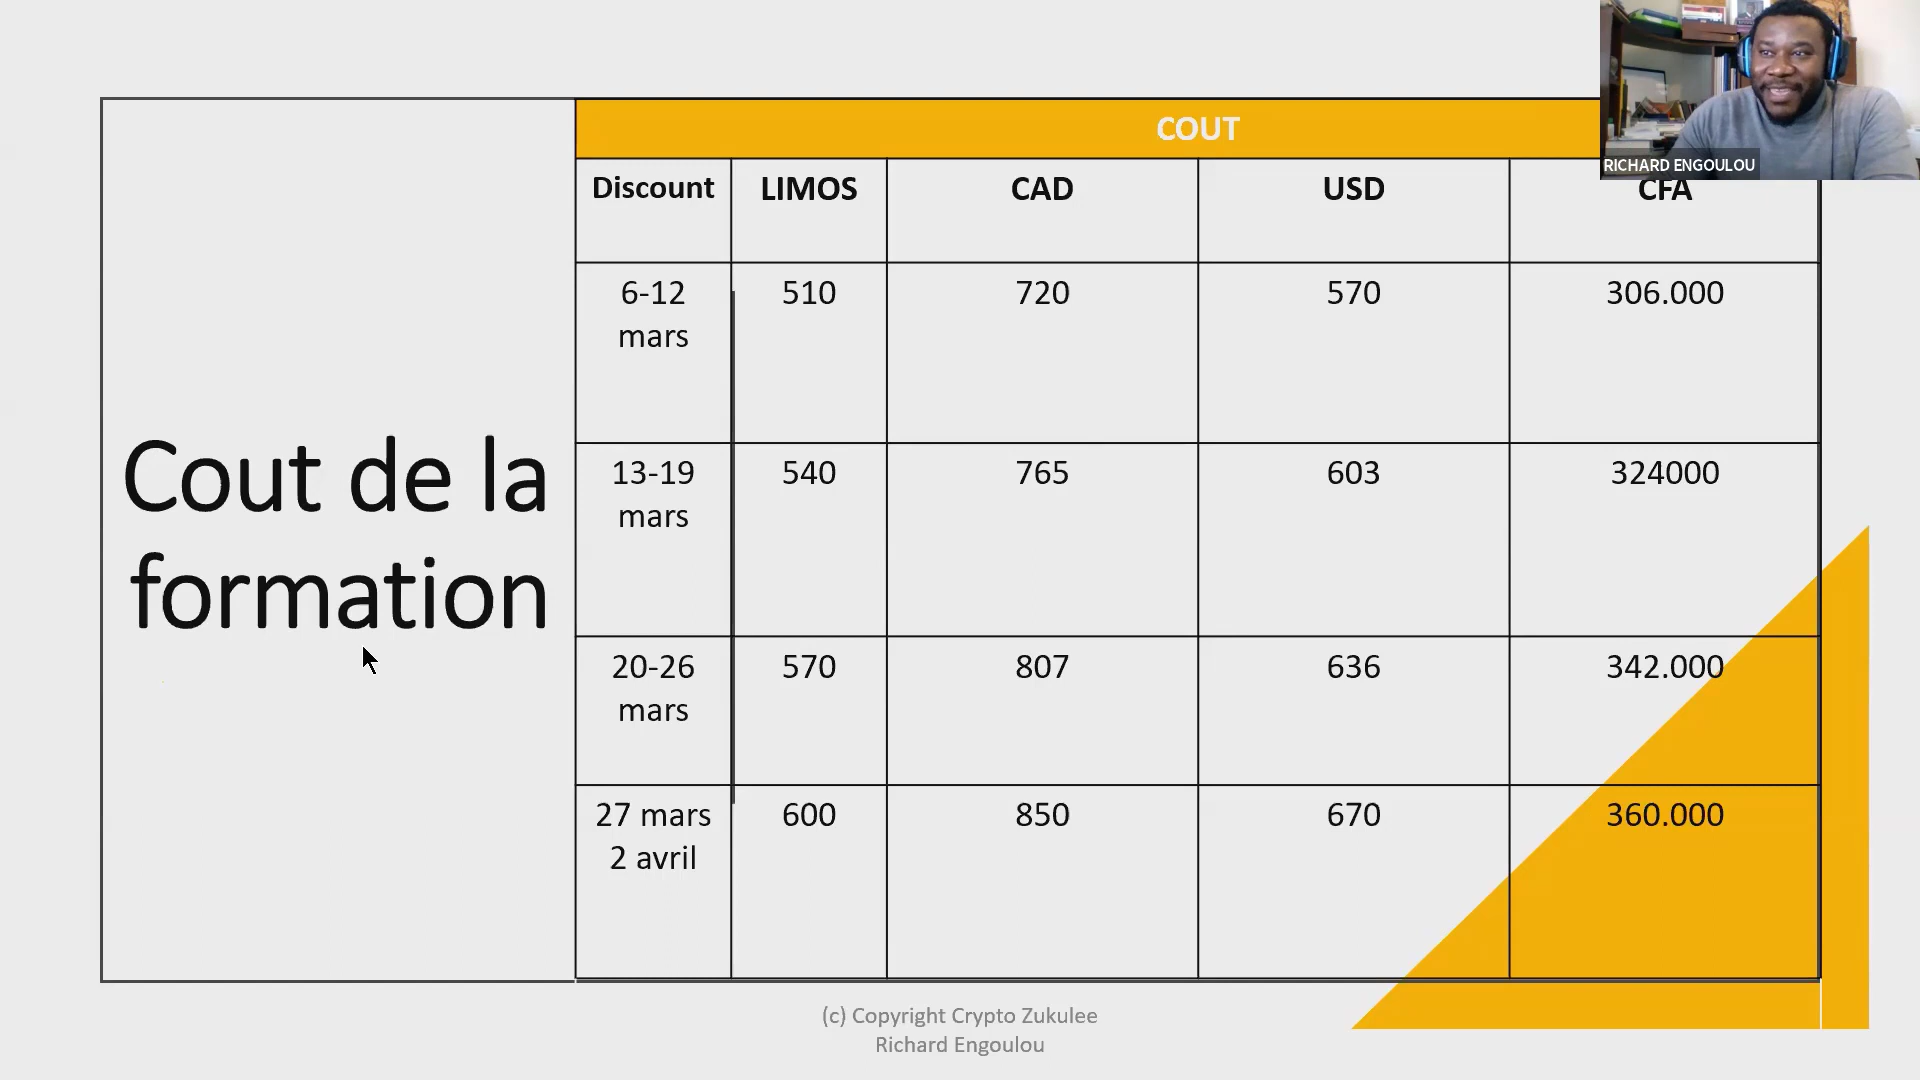 RICHARD ENGOULOU
Cout de la
formation
COUT
Discount LIMOS CAD USD CFA
6-12
mars
510 720 570 306.000
13-19
mars
540 765 603 324000
20-26
mars
570 807 636 342.000
27 mars
2 avril
600 850 670 360.000
(c) Copyright Crypto Zukulee
Richard Engoulou